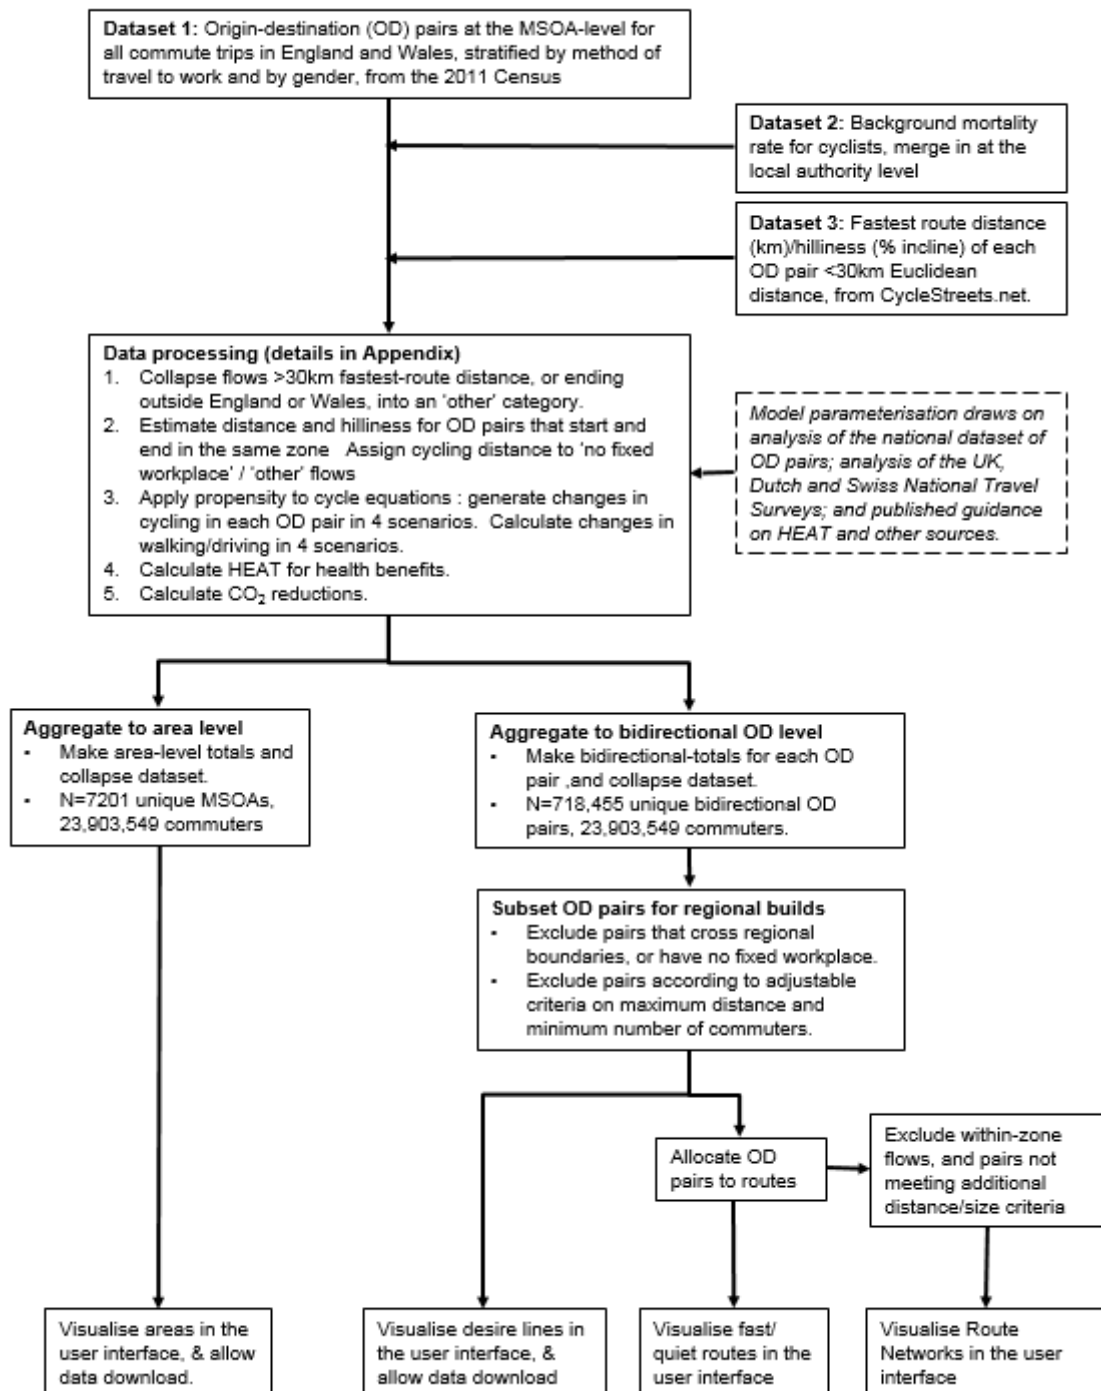 Dataset 1: Origin-destination (OD) pairs at the MSOA-level for
all commute trips in England and Wales, stratified by method of
travel to work and by gender, from the 2011 Census
Dataset 2: Background mortality
rate for cyclists, merge in at the
local authority level
Dataset 3: Fastest route distance
(km)/hilliness (% incline) of each
OD pair <30km Euclidean
distance, from CycleStreets.net.
Data processing (details in Appendix)
1. Collapse flows >30km fastest-route distance, or ending
outside England or Wales, into an 'other' category.
2. Estimate distance and hilliness for OD pairs that start and
end in the same zone Assign cycling distance to 'no fixed
workplace' / 'other' flows
3. Apply propensity to cycle equations : generate changes in
cycling in each OD pair in 4 scenarios. Calculate changes in
walking/driving in 4 scenarios.
4. Calculate HEAT for health benefits.
5. Calculate CO₂ reductions.
Model parameterisation draws on
analysis of the national dataset of
OD pairs; analysis of the UK,
Dutch and Swiss National Travel
Surveys; and published guidance
on HEAT and other sources.
Aggregate to area level
- Make area-level totals and
collapse dataset.
- N=7201 unique MSOAs,
23,903,549 commuters
Aggregate to bidirectional OD level
- Make bidirectional-totals for each OD
pair ,and collapse dataset.
- N=718,455 unique bidirectional OD
pairs, 23,903,549 commuters.
Subset OD pairs for regional builds
- Exclude pairs that cross regional
boundaries, or have no fixed workplace.
- Exclude pairs according to adjustable
criteria on maximum distance and
minimum number of commuters.
Allocate OD
pairs to routes
Exclude within-zone
flows, and pairs not
meeting additional
distance/size criteria
Visualise areas in the
user interface, & allow
data download.
Visualise desire lines in
the user interface, &
allow data download
Visualise fast/
quiet routes in the
user interface
Visualise Route
Networks in the user
interface